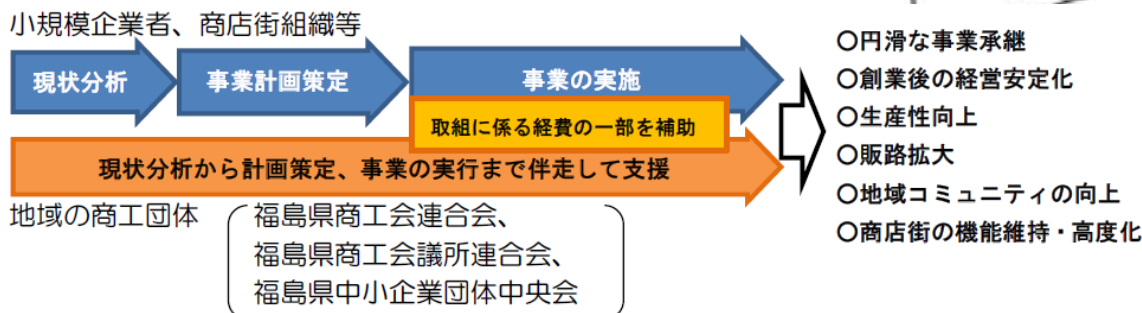 小規模企業者、商店街組織等
現状分析
事業計画策定
事業の実施
取組に係る経費の一部を補助
現状分析から計画策定、事業の実行まで伴走して支援
地域の商工団体
福島県商工会連合会、
福島県商工会議所連合会、
福島県中小企業団体中央会
〇円滑な事業承継
〇創業後の経営安定化
〇生産性向上
〇販路拡大
〇地域コミュニティの向上
〇商店街の機能維持・高度化